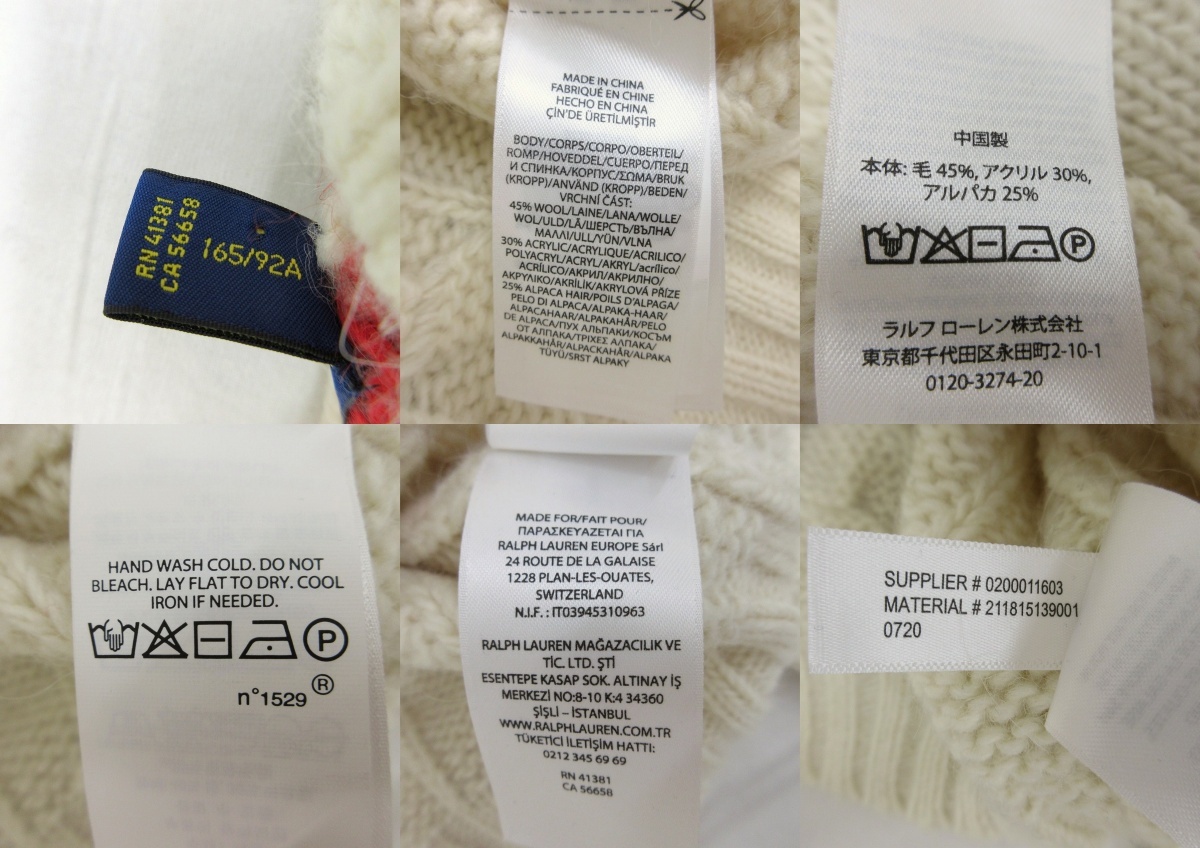 RN 41381
CA 56658
165/92A
MADE IN CHINA
FABRIQUÉ EN CHINE
HECHO EN CHINA
ÇİN'DE ÜRETİLMİŞTİR
BODY/CORPS/CORPO/OBERTEIL/
ROMP/HOVEDDEL/CUERPO/ПЕРЕД
И СПИНКА/КОРПУС/ΣΩΜΑ/BRUK
(KROPP)/ANVÄND (KROPP)/BEDEN/
VRCHNÍ ČÁST:
45% WOOL/LAINE/LANA/WOLLE/
WOL/ULD/LÃ/ШЕРСТЬ/ВЪЛНА/
ΜΑΛΛΙ/ULL/YÜN/VLNA
30% ACRYLIC/ACRYLIQUE/ACRILICO/
POLYACRYL/ACRYL/AKRYL/acrílico/
ACRÍLICO/АКРИЛ/АКРИЛНО/
ΑΚΡΥΛΙΚΟ/AKRİLİK/AKRYLOVÁ PŘÍZE
25% ALPACA HAIR/POILS D'ALPAGA/
PELO DI ALPACA/ALPAKA-HAAR/
ALPACAHAAR/ALPAKAHÅR/PELO
DE ALPACA/ПУХ АЛЬПАКИ/КОСЪМ
ОТ АЛПАКА/ΤΡΙΧΕΣ ΑΛΠΑΚΑ/
ALPAKKAHÅR/ALPACKAHÅR/ALPAKA
TÜYÜ/SRST ALPAKY
中国製
本体: 毛 45%, アクリル 30%,
アルパカ 25%
P
ラルフ ローレン株式会社
東京都千代田区永田町2-10-1
0120-3274-20
HAND WASH COLD. DO NOT
BLEACH. LAY FLAT TO DRY. COOL
IRON IF NEEDED.
P
n°1529 ®
MADE FOR/FAIT POUR/
ΠΑΡΑΣΚΕΥΑΖΕΤΑΙ ΓΙΑ
RALPH LAUREN EUROPE Sárl
24 ROUTE DE LA GALAISE
1228 PLAN-LES-OUATES,
SWITZERLAND
N.I.F. : IT03945310963
RALPH LAUREN MAĞAZACILIK VE
TİC. LTD. ŞTİ
ESENTEPE KASAP SOK. ALTINAY İŞ
MERKEZİ NO:8-10 K:4 34360
ŞİŞLİ – İSTANBUL
WWW.RALPHLAUREN.COM.TR
TÜKETİCİ İLETİŞİM HATTI:
0212 345 69 69
RN 41381
CA 56658
SUPPLIER # 0200011603
MATERIAL # 211815139001
0720